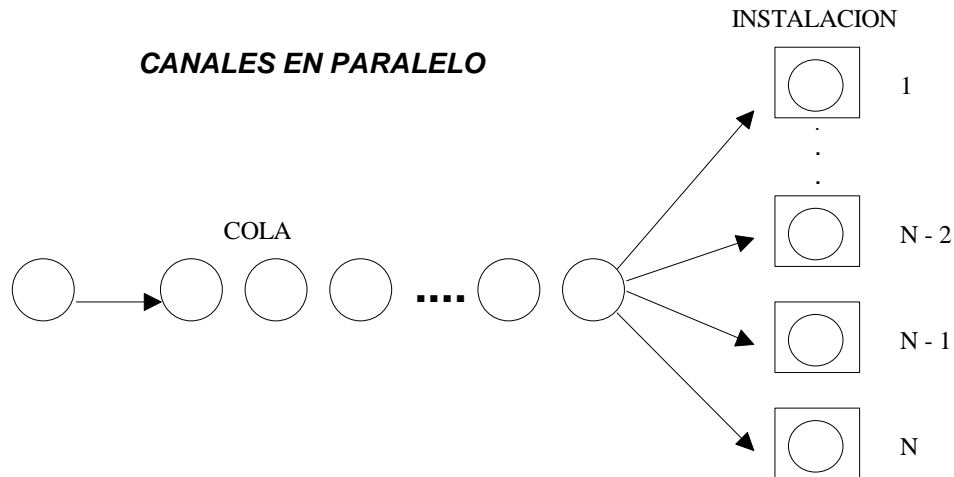 INSTALACION
CANALES EN PARALELO
1
COLA
N - 2
....
N - 1
N